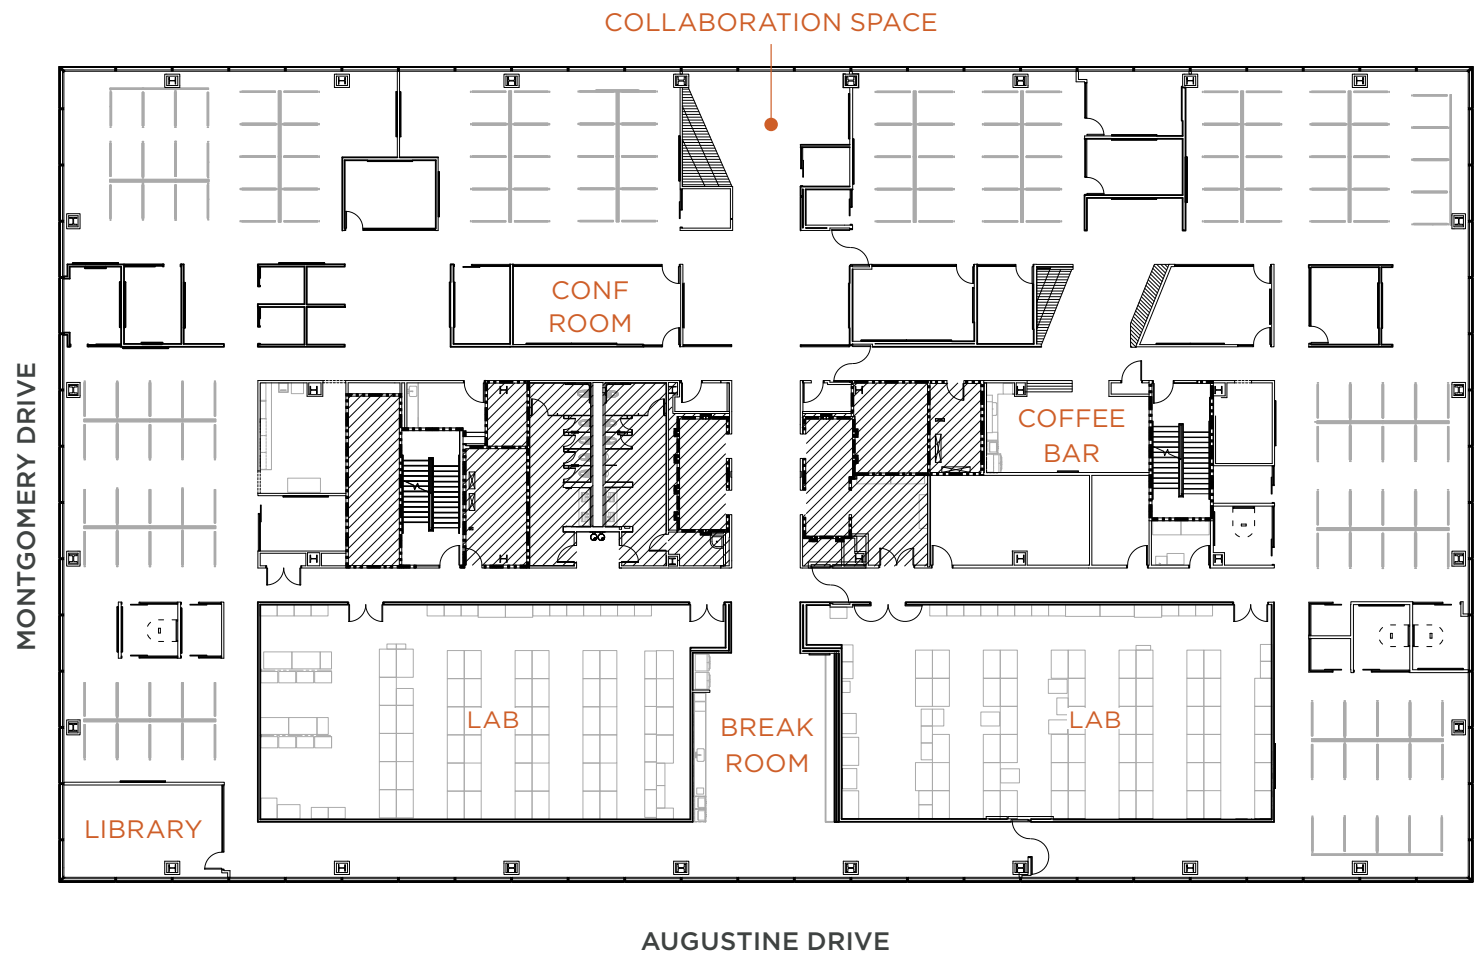 COLLABORATION SPACE
CONF
ROOM
MONTGOMERY DRIVE
COFFEE
BAR
LAB
BREAK
ROOM
LAB
LIBRARY
AUGUSTINE DRIVE